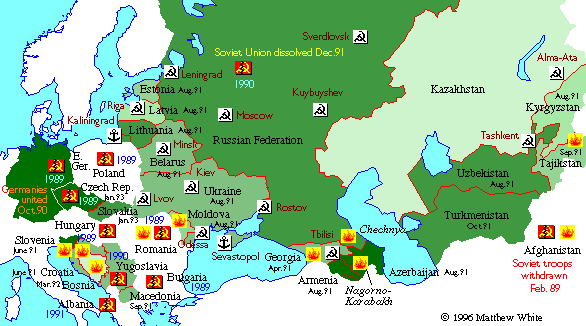 Sverdlovsk
Soviet Union dissolved Dec.91
Alma-Ata
Leningrad
1990
Estonia Aug.91
Kuybyshev
Kazakhstan
Riga
Latvia Aug.91
Kaliningrad
Moscow
Kyrgyzstan
Aug.91
Lithuania Aug.91
Russian Federation
Tashkent
Minsk
E.
Ger
1989
Poland
Belarus
Aug.91
Sep.91
Tajikistan
1989
Czech Rep.
Jan.93
Kiev
Uzbekistan
Aug.91
Germanies
united
Oct.90
1989
Lvov
Ukraine
Aug.91
Slovakia
Jan.93
Rostov
Turkmenistan
Oct.91
Hungary
1989
1989
Moldova
Aug.91
Chechnya
Slovenia
June 91
1989
Romania
Odessa
Tbilisi
Afghanistan
Sevastopol
Georgia
Apr.91
Soviet troops
withdrawn
Feb. 89
June 91
Croatia
Mar.92
Bosnia
Yugoslavia
1989
Bulgaria
Azerbaijan Aug.91
Armenia
Aug.91
Nagorno-
Karabakh
Macedonia
Sep.91
1991
Albania
© 1996 Matthew White